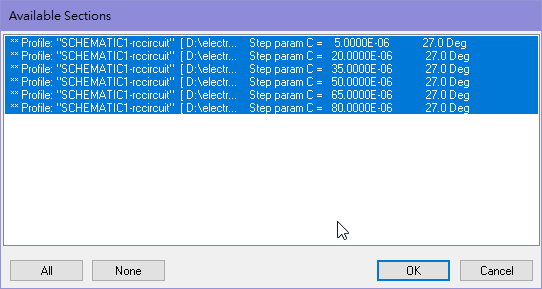 Available Sections
** Profile: "SCHEMATIC1-rccircuit" [ D:\electr... Step param C = 5.0000E-06 27.0 Deg
** Profile: "SCHEMATIC1-rccircuit" [ D:\electr... Step param C = 20.0000E-06 27.0 Deg
** Profile: "SCHEMATIC1-rccircuit" [ D:\electr... Step param C = 35.0000E-06 27.0 Deg
** Profile: "SCHEMATIC1-rccircuit" [ D:\electr... Step param C = 50.0000E-06 27.0 Deg
** Profile: "SCHEMATIC1-rccircuit" [ D:\electr... Step param C = 65.0000E-06 27.0 Deg
** Profile: "SCHEMATIC1-rccircuit" [ D:\electr... Step param C = 80.0000E-06 27.0 Deg
All None OK Cancel